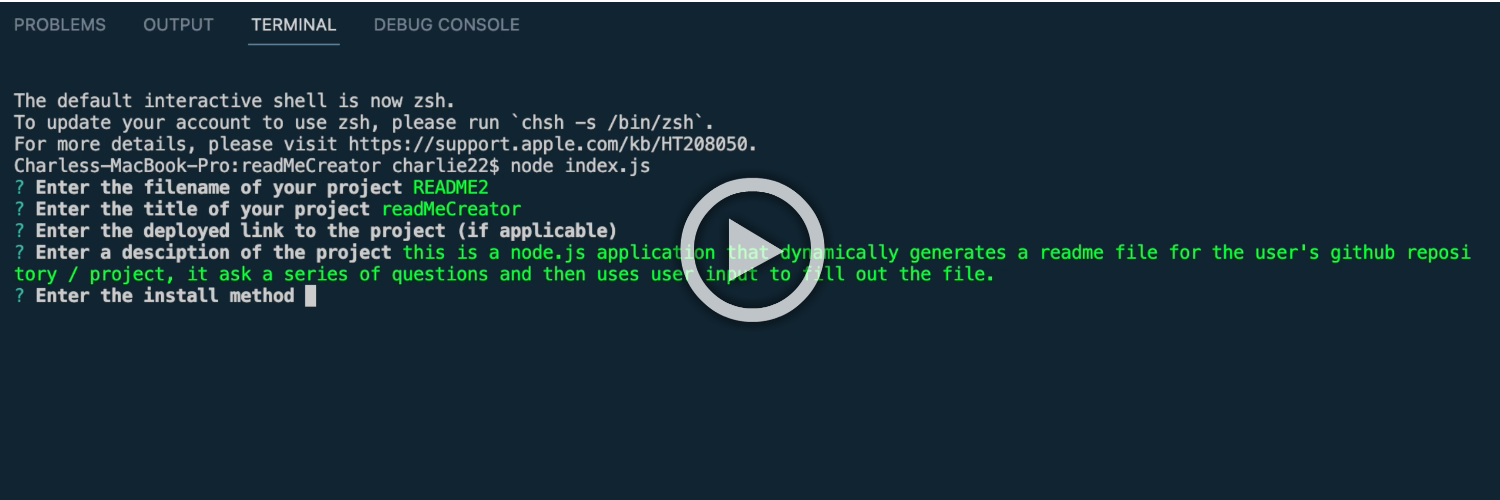 PROBLEMS OUTPUT TERMINAL DEBUG CONSOLE
The default interactive shell is now zsh.
To update your account to use zsh, please run `chsh -s /bin/zsh`.
For more details, please visit https://support.apple.com/kb/HT208050.
Charless-MacBook-Pro:readMeCreator charlie22$ node index.js
? Enter the filename of your project README2
? Enter the title of your project readMeCreator
? Enter the deployed link to the project (if applicable)
? Enter a desciption of the project this is a node.js application that dynamically generates a readme file for the user's github reposi
tory / project, it ask a series of questions and then uses user input to fill out the file.
? Enter the install method